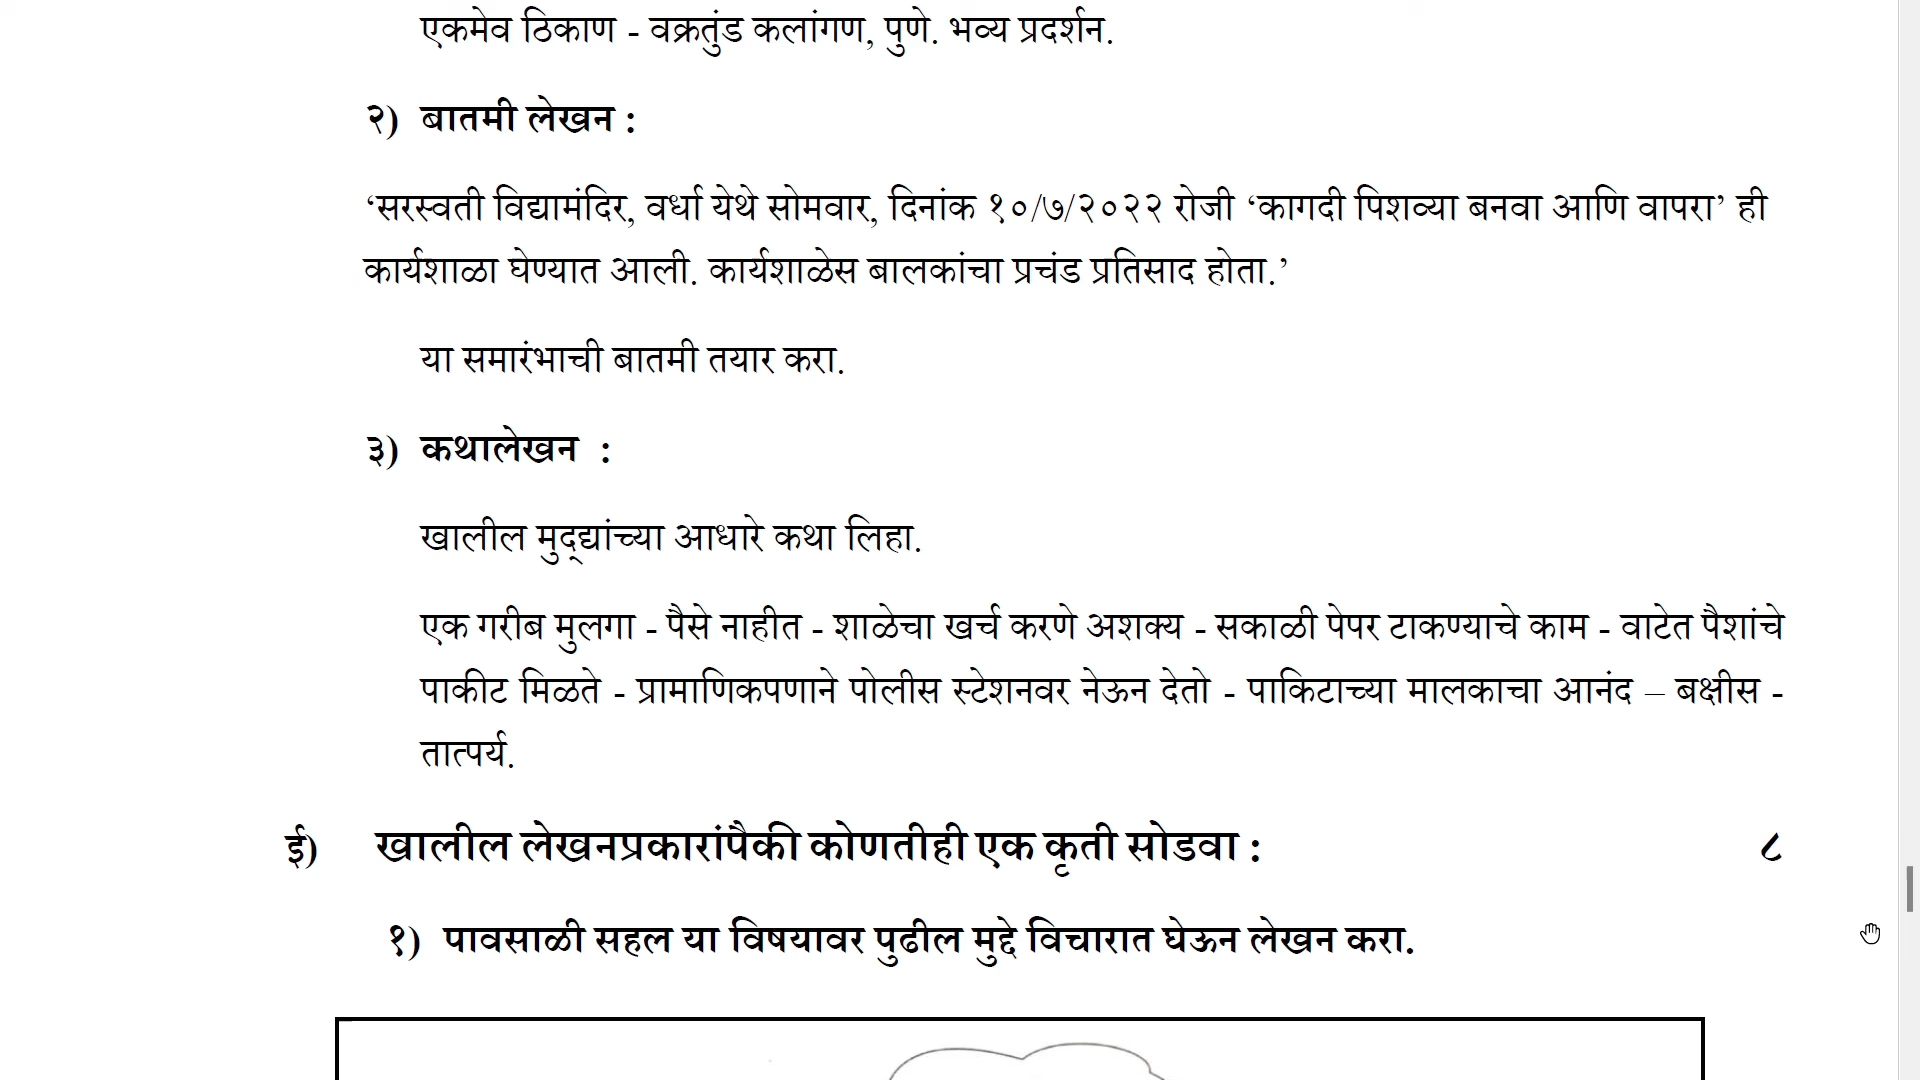 एकमेव ठिकाण - वक्रतुंड कलांगण, पुणे. भव्य प्रदर्शन.
२) बातमी लेखन :
‘सरस्वती विद्यामंदिर, वर्धा येथे सोमवार, दिनांक १०/७/२०२२ रोजी ‘कागदी पिशव्या बनवा आणि वापरा’ ही
कार्यशाळा घेण्यात आली. कार्यशाळेस बालकांचा प्रचंड प्रतिसाद होता.’
या समारंभाची बातमी तयार करा.
३) कथालेखन :
खालील मुद्‌द्यांच्या आधारे कथा लिहा.
एक गरीब मुलगा - पैसे नाहीत - शाळेचा खर्च करणे अशक्य - सकाळी पेपर टाकण्याचे काम - वाटेत पैशांचे
पाकीट मिळते - प्रामाणिकपणाने पोलीस स्टेशनवर नेऊन देतो - पाकिटाच्या मालकाचा आनंद – बक्षीस -
तात्पर्य.
ई) खालील लेखनप्रकारांपैकी कोणतीही एक कृती सोडवा : ८
१) पावसाळी सहल या विषयावर पुढील मुद्दे विचारात घेऊन लेखन करा.